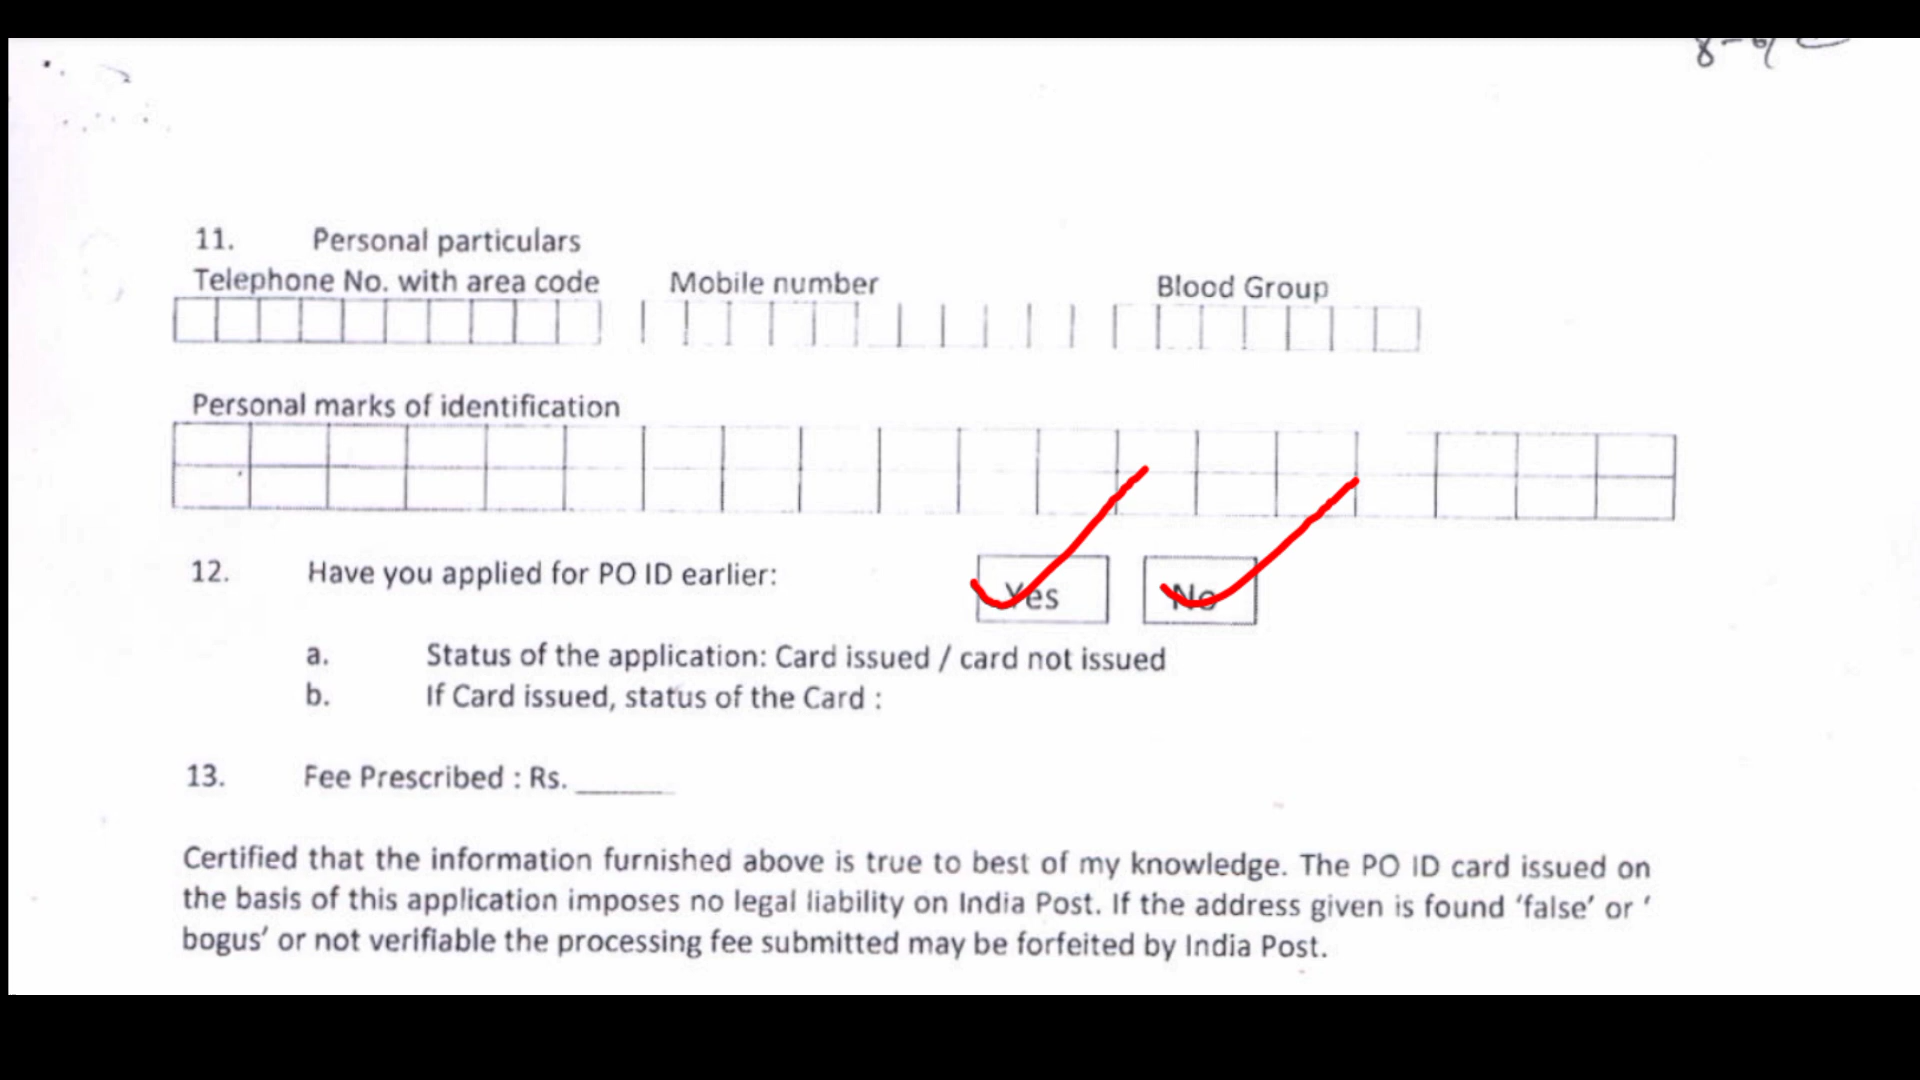 11. Personal particulars
Telephone No. with area code Mobile number Blood Group
Personal marks of identification
12. Have you applied for PO ID earlier: Yes No
a. Status of the application: Card issued / card not issued
b. If Card issued, status of the Card :
13. Fee Prescribed : Rs. ______
Certified that the information furnished above is true to best of my knowledge. The PO ID card issued on
the basis of this application imposes no legal liability on India Post. If the address given is found ‘false’ or ‘
bogus’ or not verifiable the processing fee submitted may be forfeited by India Post.